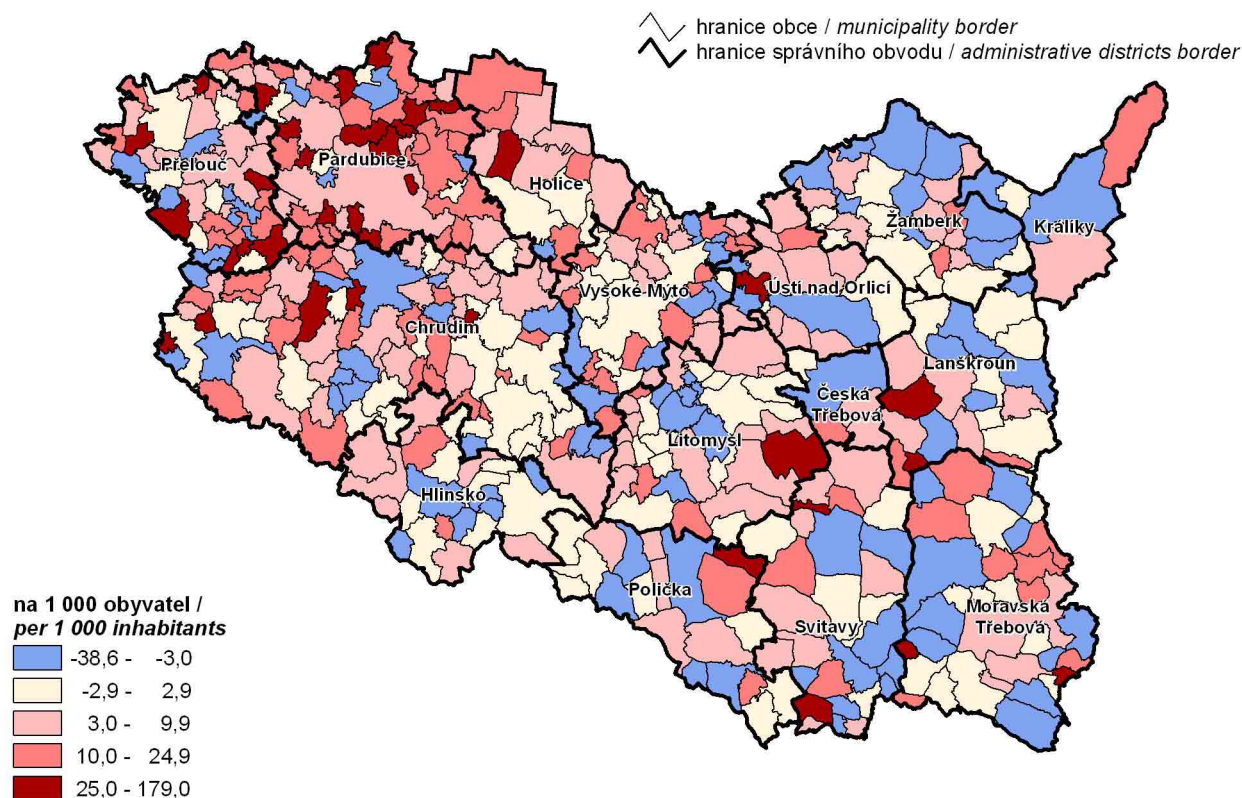 hranice obce / municipality border
hranice správního obvodu / administrative districts border
Přelouč
Pardubice
Holice
Žamberk
Králíky
Vysoké Mýto
Ústí nad Orlicí
Chrudim
Lanškroun
Česká
Třebová
Litomyšl
Hlinsko
Polička
Svitavy
Moravská
Třebová
na 1 000 obyvatel /
per 1 000 inhabitants
-38,6 - -3,0
-2,9 - 2,9
3,0 - 9,9
10,0 - 24,9
25,0 - 179,0